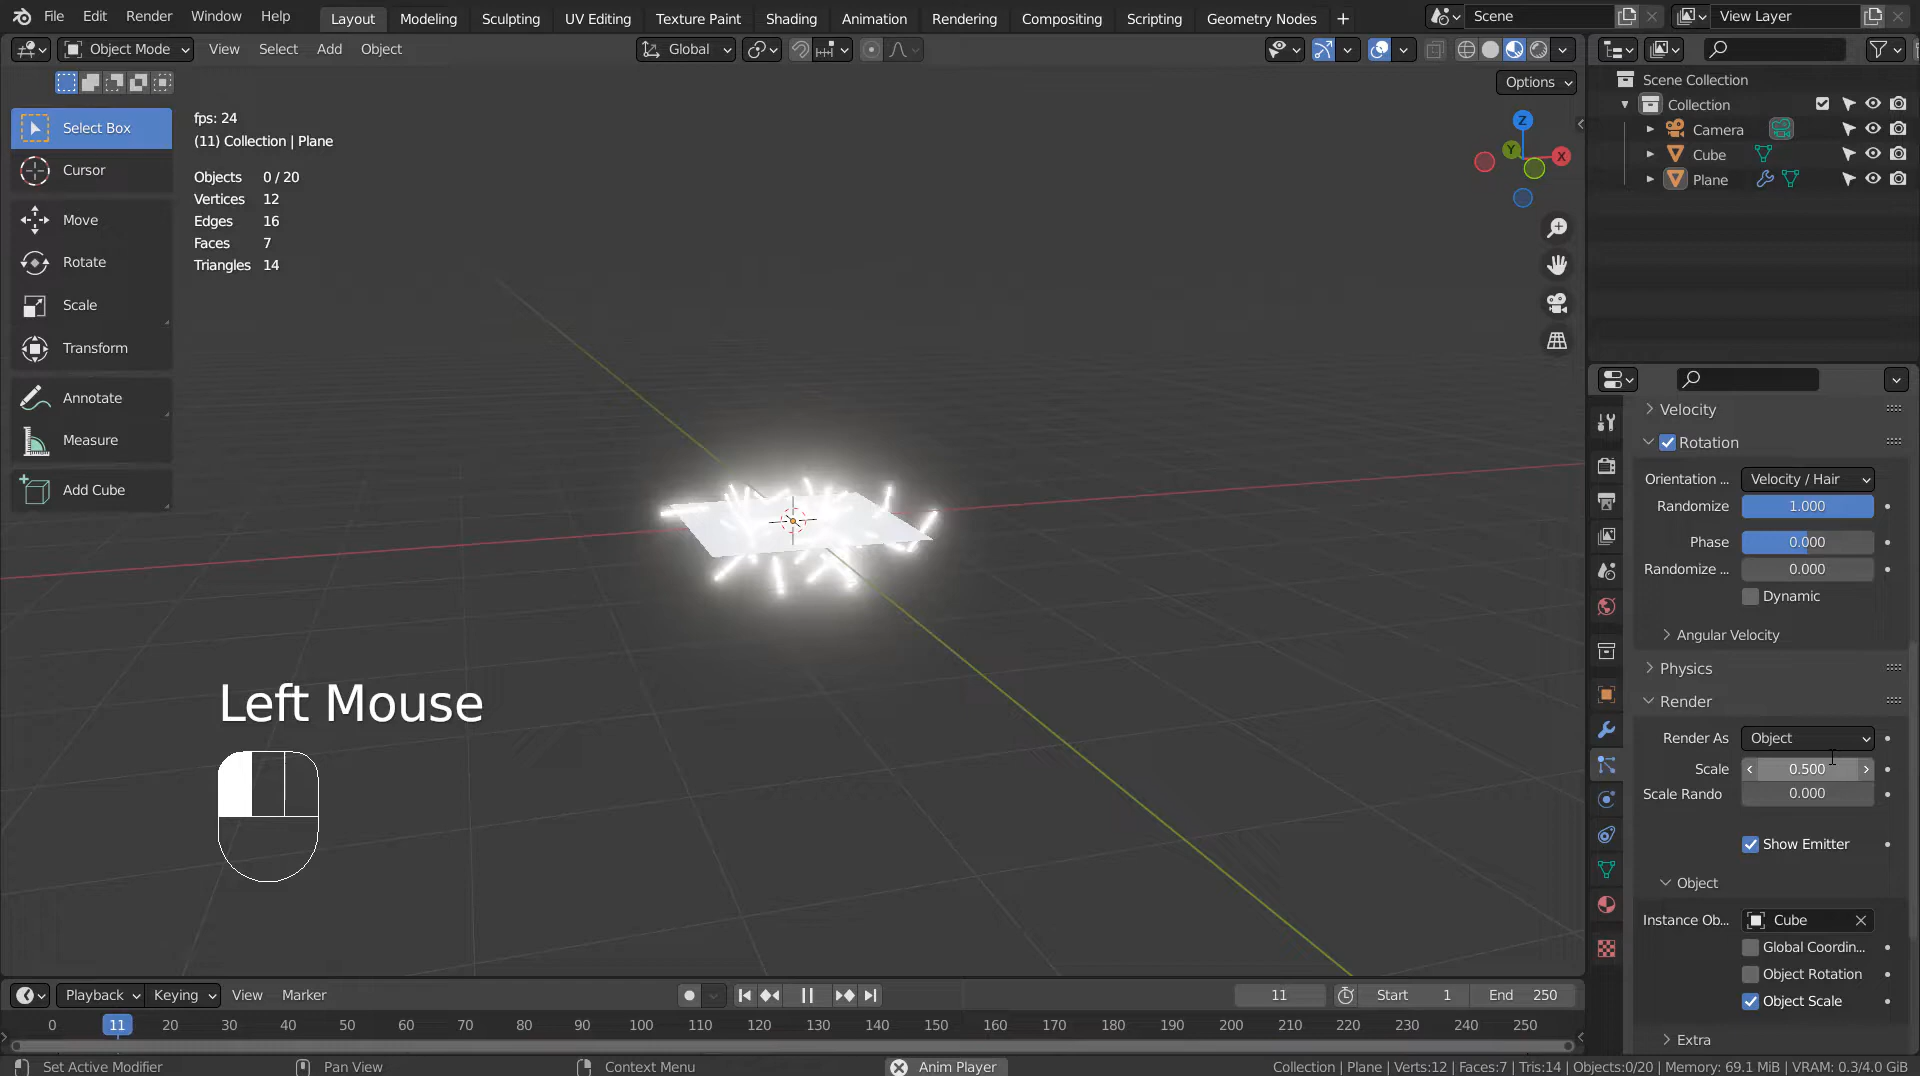 File Edit Render Window Help Layout Modeling Sculpting UV Editing Texture Paint Shading Animation Rendering Compositing Scripting Geometry Nodes + Scene View Layer
Object Mode View Select Add Object Global
Options
Select Box
Cursor
Move
Rotate
Scale
Transform
Annotate
Measure
Add Cube
fps: 24
(11) Collection | Plane
Objects 0 / 20
Vertices 12
Edges 16
Faces 7
Triangles 14
Z
Y
X
Left Mouse
Scene Collection
Collection
Camera
Cube
Plane
Velocity
Rotation
Orientation ... Velocity / Hair
Randomize 1.000
Phase 0.000
Randomize ... 0.000
Dynamic
Angular Velocity
Physics
Render
Render As Object
Scale 0.500
Scale Rando 0.000
Show Emitter
Object
Instance Ob... Cube
Global Coordin...
Object Rotation
Object Scale
Extra
Playback Keying View Marker 11 Start 1 End 250
0 11 20 30 40 50 60 70 80 90 100 110 120 130 140 150 160 170 180 190 200 210 220 230 240 250
Set Active Modifier Pan View Context Menu Anim Player Collection | Plane | Verts:12 | Faces:7 | Tris:14 | Objects:0/20 | Memory: 69.1 MiB | VRAM: 0.3/4.0 GiB